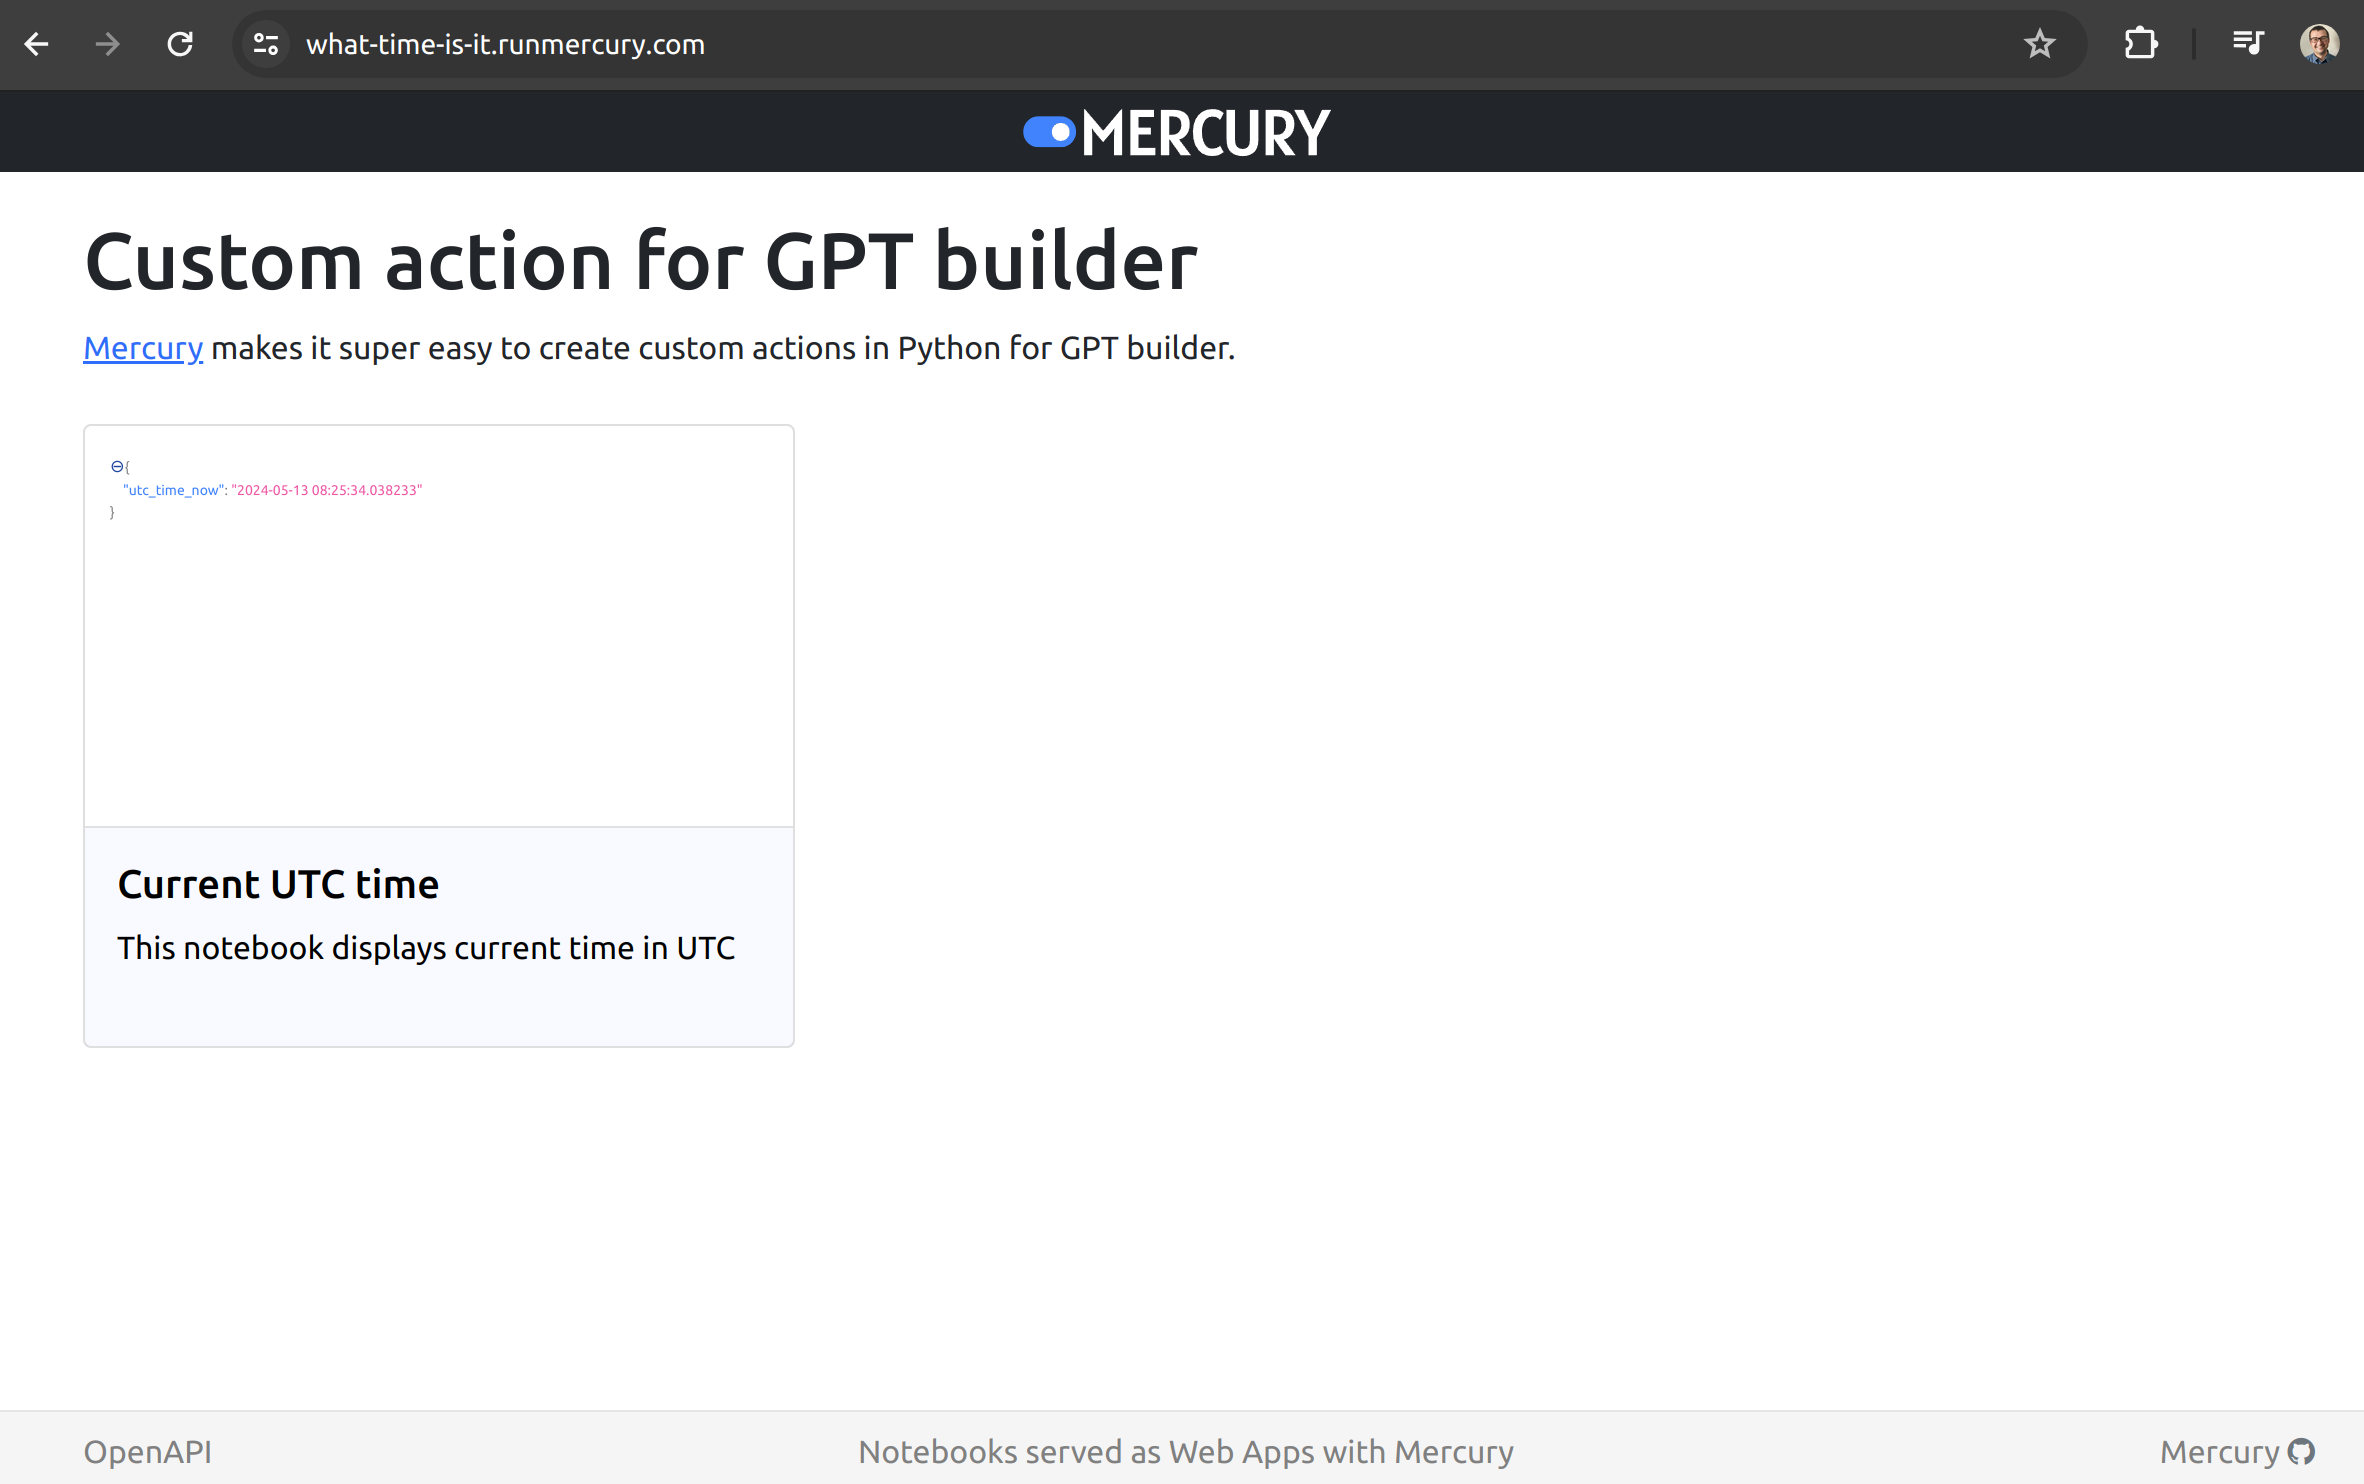 what-time-is-it.runmercury.com
MERCURY
Custom action for GPT builder
Mercury makes it super easy to create custom actions in Python for GPT builder.
{
"utc_time_now": "2024-05-13 08:25:34.038233"
}
Current UTC time
This notebook displays current time in UTC
OpenAPI
Notebooks served as Web Apps with Mercury
Mercury